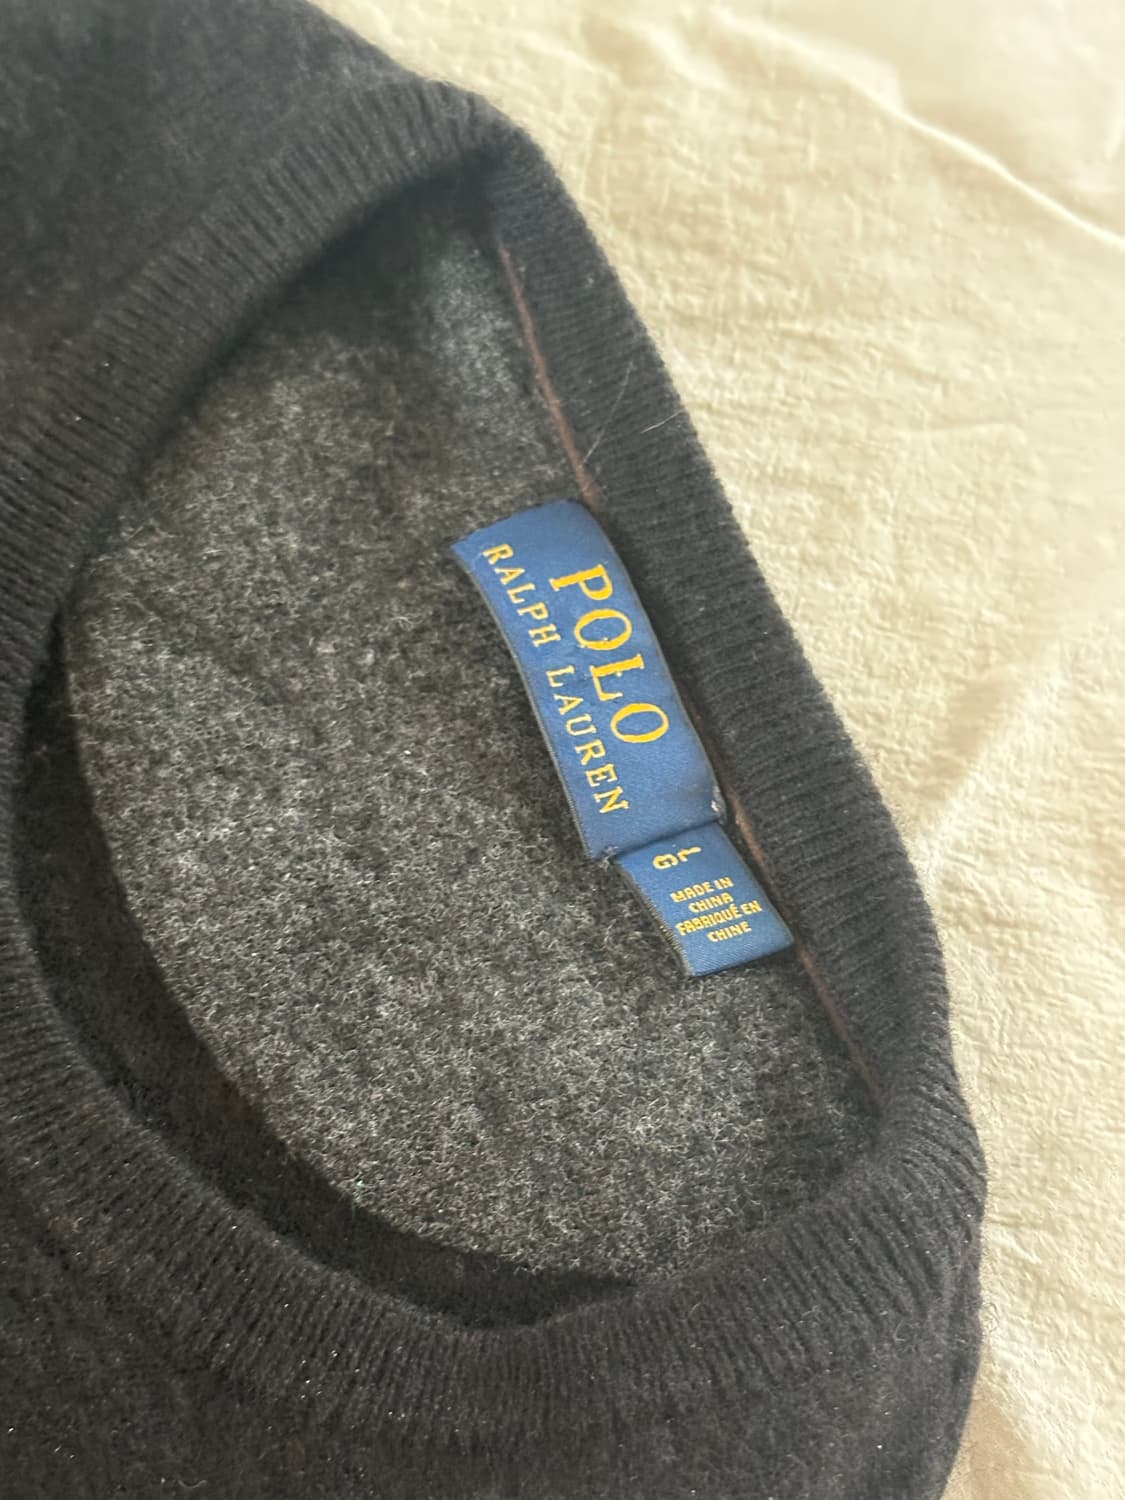 POLO
RALPH LAUREN
L
G
MADE IN
CHINA
FABRIQUÉ EN
CHINE